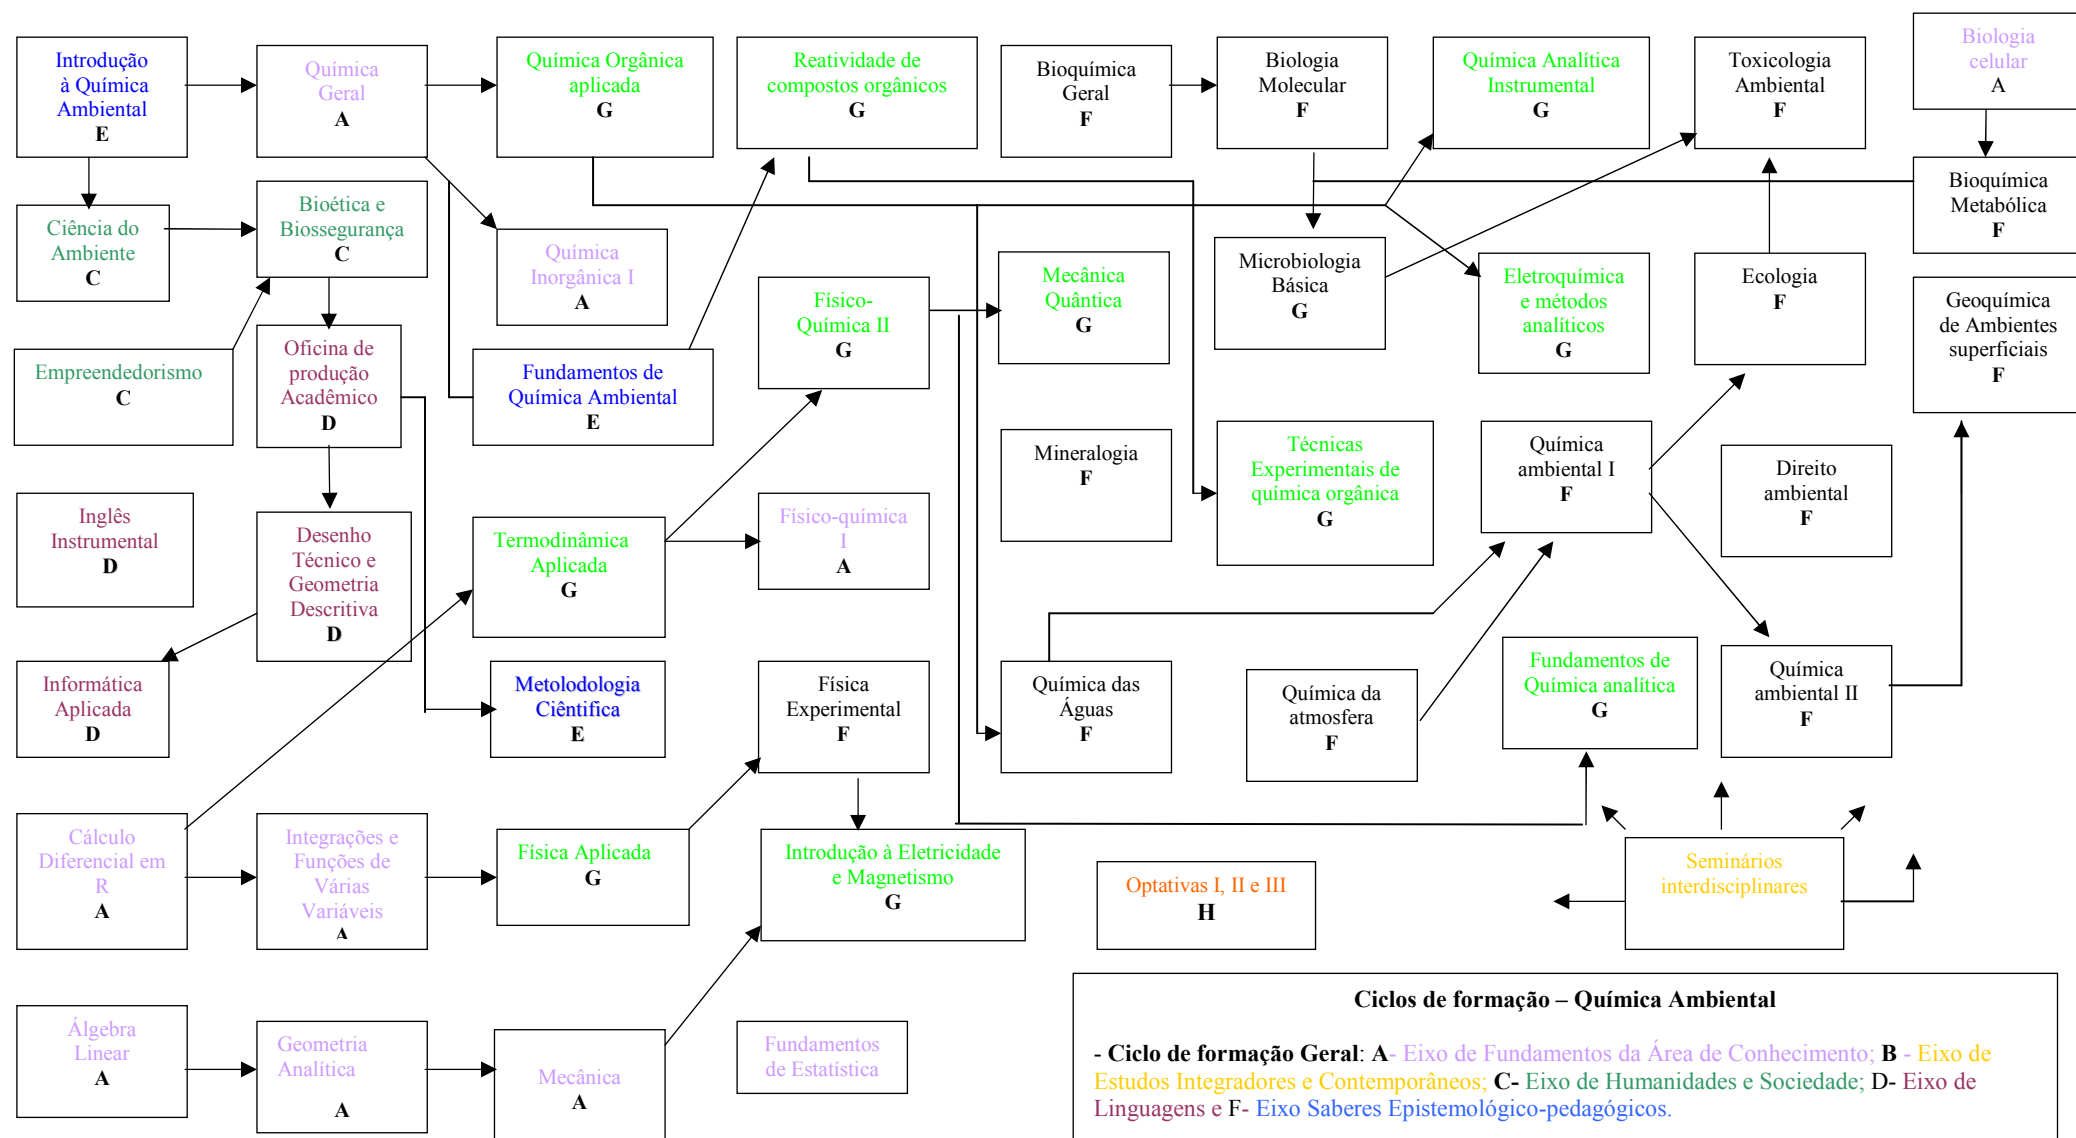 Introdução
à Química
Ambiental
E
Química
Geral
A
Química Orgânica
aplicada
G
Reatividade de
compostos orgânicos
G
Bioquímica
Geral
F
Biologia
Molecular
F
Química Analítica
Instrumental
G
Toxicologia
Ambiental
F
Biologia
celular
A
Ciência do
Ambiente
C
Bioética e
Biossegurança
C
Química
Inorgânica I
A
Físico-
Química II
G
Mecânica
Quântica
G
Microbiologia
Básica
G
Eletroquímica
e métodos
analíticos
G
Ecologia
F
Bioquímica
Metabólica
F
Geoquímica
de Ambientes
superficiais
F
Empreendedorismo
C
Oficina de
produção
Acadêmico
D
Fundamentos de
Química Ambiental
E
Mineralogia
F
Técnicas
Experimentais de
química orgânica
G
Química
ambiental I
F
Direito
ambiental
F
Inglês
Instrumental
D
Desenho
Técnico e
Geometria
Descritiva
D
Termodinâmica
Aplicada
G
Físico-química
I
A
Informática
Aplicada
D
Metolodologia
Ciêntifica
E
Física
Experimental
F
Química das
Águas
F
Química da
atmosfera
F
Fundamentos de
Química analítica
G
Química
ambiental II
F
Cálculo
Diferencial em
R
A
Integrações e
Funções de
Várias
Variáveis
A
Física Aplicada
G
Introdução à Eletricidade
e Magnetismo
G
Optativas I, II e III
H
Seminários
interdisciplinares
Álgebra
Linear
A
Geometria
Analítica
A
Mecânica
A
Fundamentos
de Estatística
Ciclos de formação – Química Ambiental
- Ciclo de formação Geral: A- Eixo de Fundamentos da Área de Conhecimento; B - Eixo de
Estudos Integradores e Contemporâneos; C- Eixo de Humanidades e Sociedade; D- Eixo de
Linguagens e F- Eixo Saberes Epistemológico-pedagógicos.